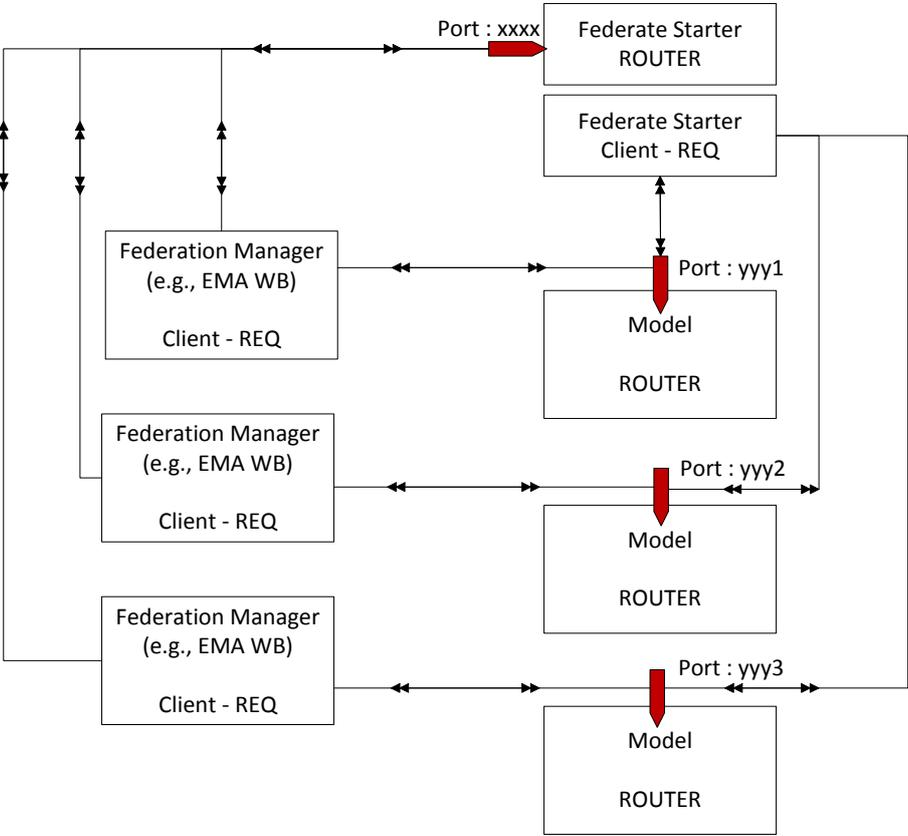 Port : xxxx
Federate Starter
ROUTER
Federate Starter
Client - REQ
Federation Manager
(e.g., EMA WB)
Client - REQ
Port : yyy1
Model
ROUTER
Federation Manager
(e.g., EMA WB)
Client - REQ
Port : yyy2
Model
ROUTER
Federation Manager
(e.g., EMA WB)
Client - REQ
Port : yyy3
Model
ROUTER